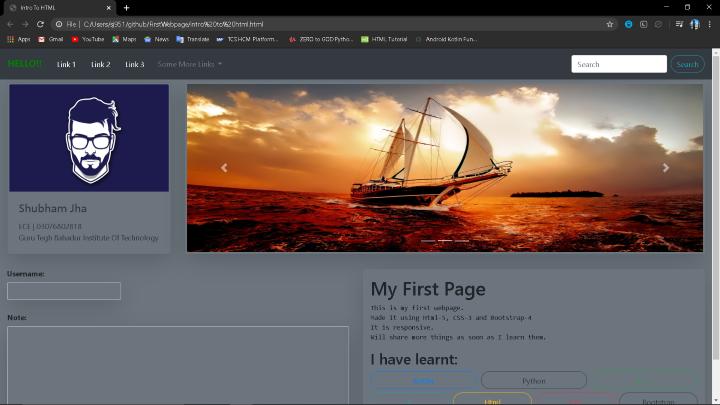 Intro To HTML
File | C:/Users/sj951/github/FirstWebpage/intro%20to%20html.html
Apps Gmail YouTube Maps News Translate TCS HCM Platform... ZERO to GOD Pytho... HTML Tutorial Android Kotlin Fun...
HELLO!! Link 1 Link 2 Link 3 Some More Links Search Search
Shubham Jha
ECE | 03076802818
Guru Tegh Bahadur Institute Of Technology
Username:
Note:
My First Page
This is my first webpage.
Made It using Html-5, CSS-3 and Bootstrap-4
It is responsive.
Will share more things as soon as I learn them.
I have learnt:
Python
Html
Bootstrap